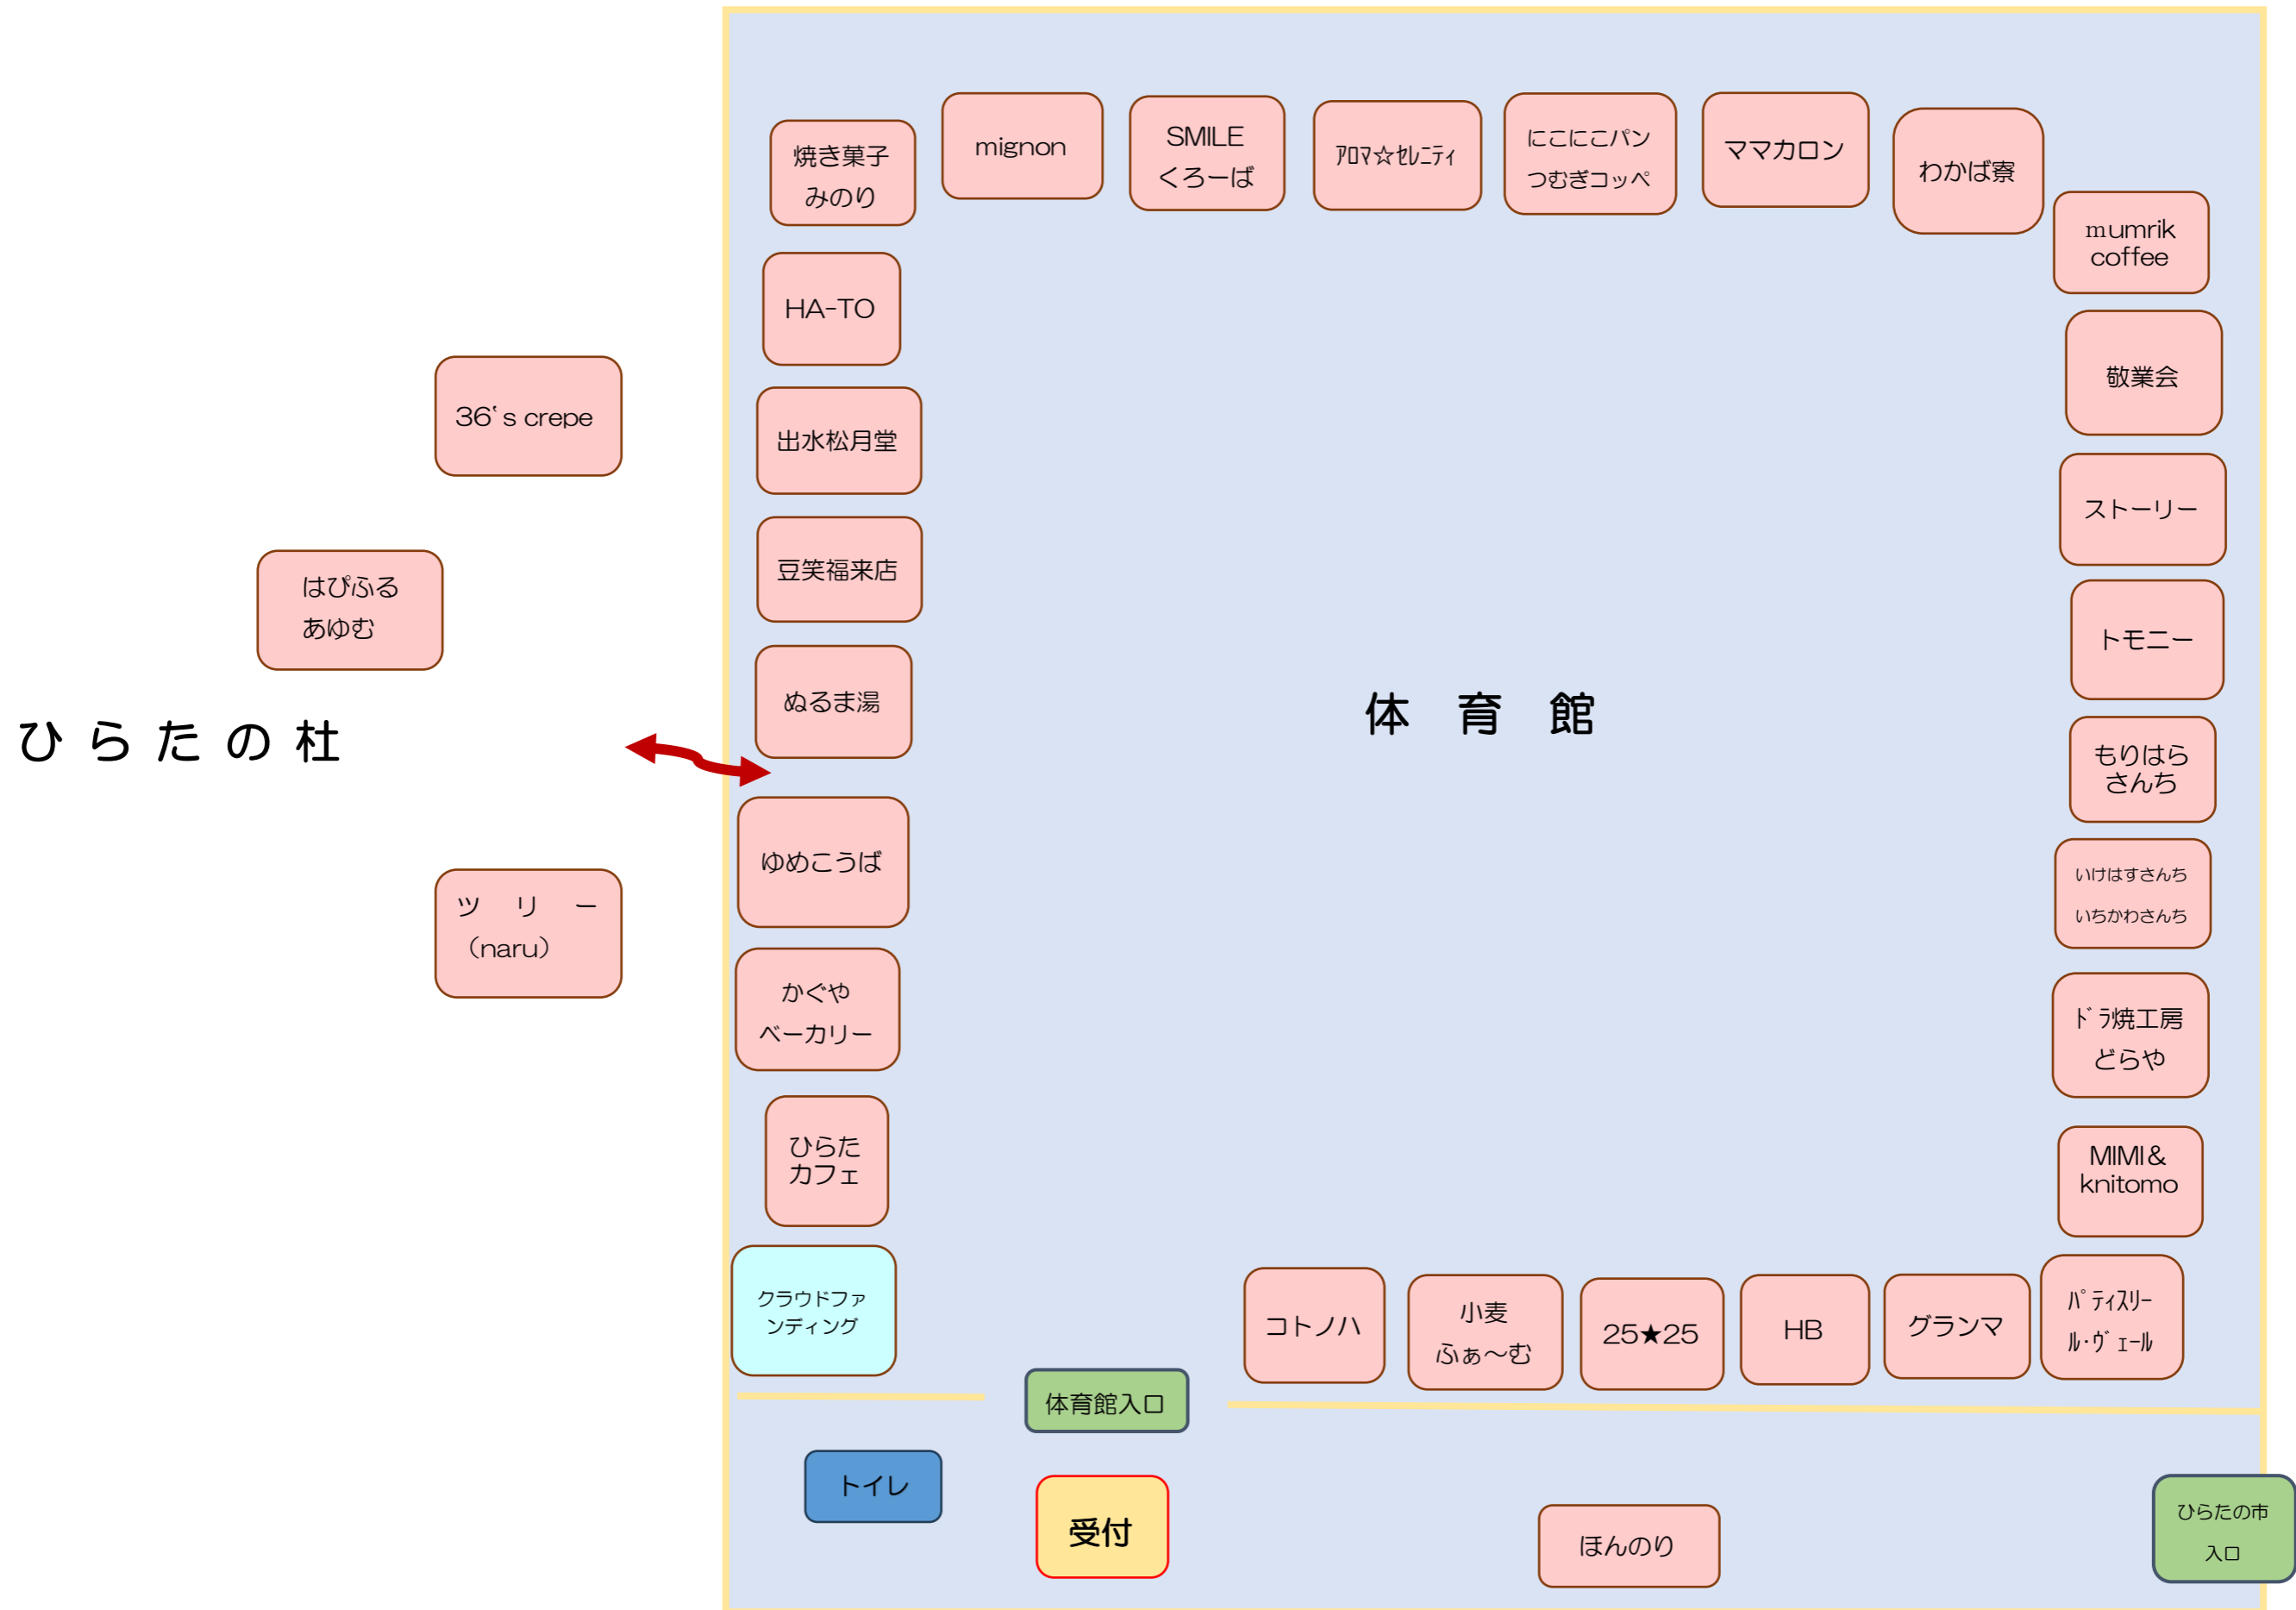 焼き菓子
みのり
mignon
SMILE
くろーば
ｱﾛﾏ☆ｾﾚﾆﾃｨ
にこにこパン
つむぎコッペ
ママカロン
わかば寮
ｍumrik
coffee
HA-TO
敬業会
36‘s crepe
出水松月堂
ストーリー
はぴふる
あゆむ
豆笑福来店
トモニー
ぬるま湯
体　育　館
ひ ら た の 杜
もりはら
さんち
ゆめこうば
いけはすさんち
いちかわさんち
ツ　リ　ー
（naru）
かぐや
ベーカリー
ﾄﾞﾗ焼工房
どらや
ひらた
カフェ
MIMI＆
knitomo
クラウドファ
ンディング
コトノハ
小麦
ふぁ～む
25★25
HB
グランマ
ﾊﾟﾃｨｽﾘｰ
ﾙ･ｳﾞｪｰﾙ
体育館入口
トイレ
受付
ほんのり
ひらたの市
入口